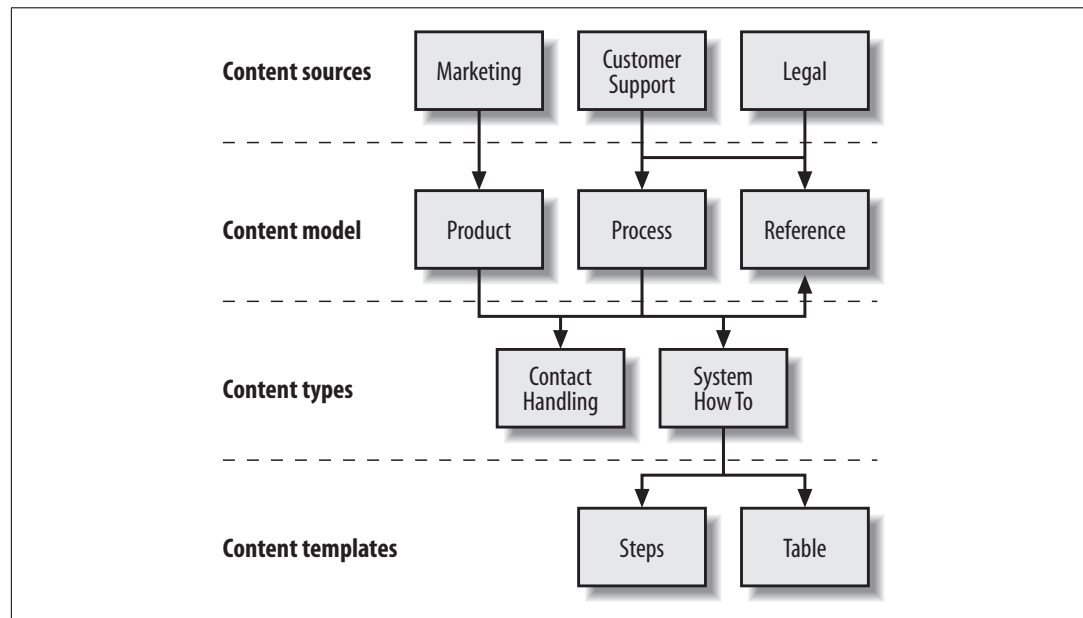 Content sources
Marketing
Customer
Support
Legal
Content model
Product
Process
Reference
Content types
Contact
Handling
System
How To
Content templates
Steps
Table